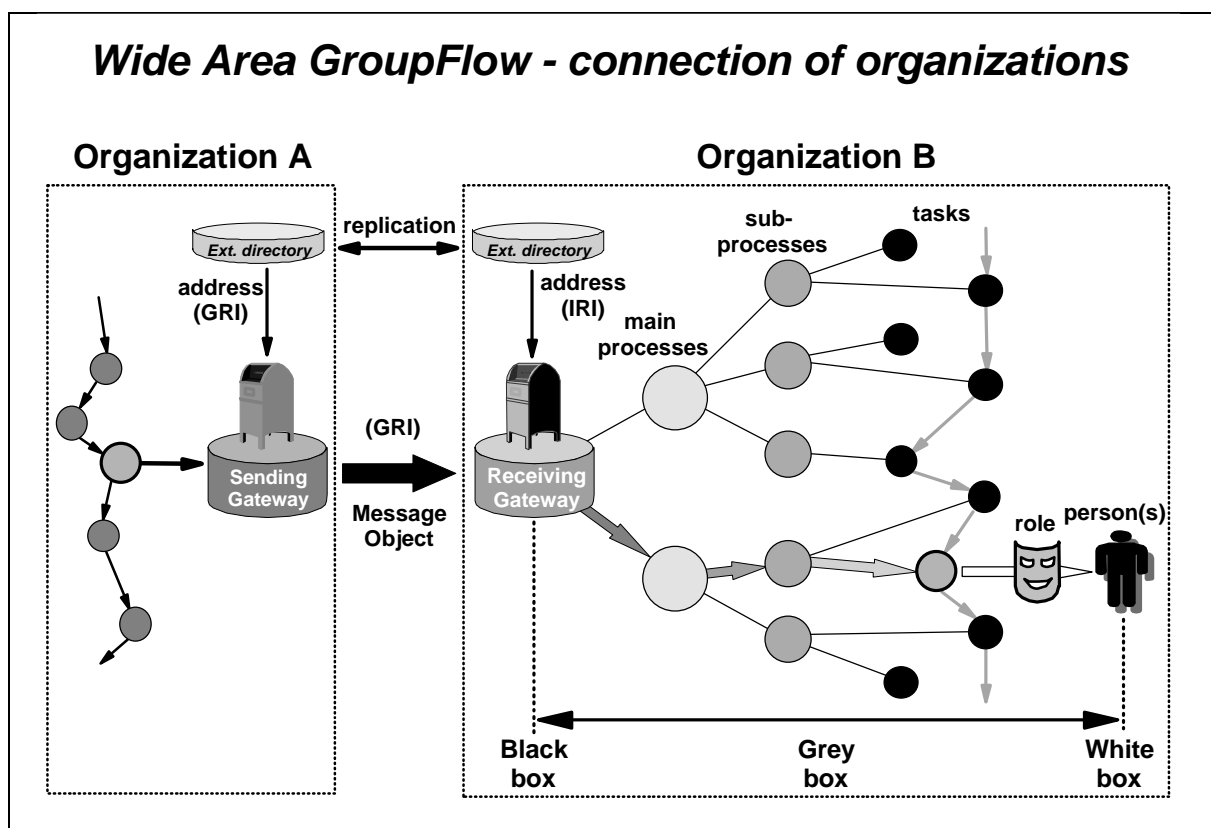 Wide Area GroupFlow - connection of organizations
Organization A
Organization B
Ext. directory
replication
Ext. directory
address
(GRI)
address
(IRI)
sub-
processes
tasks
main
processes
Sending
Gateway
(GRI)
Message
Object
Receiving
Gateway
role
person(s)
Black
box
Grey
box
White
box